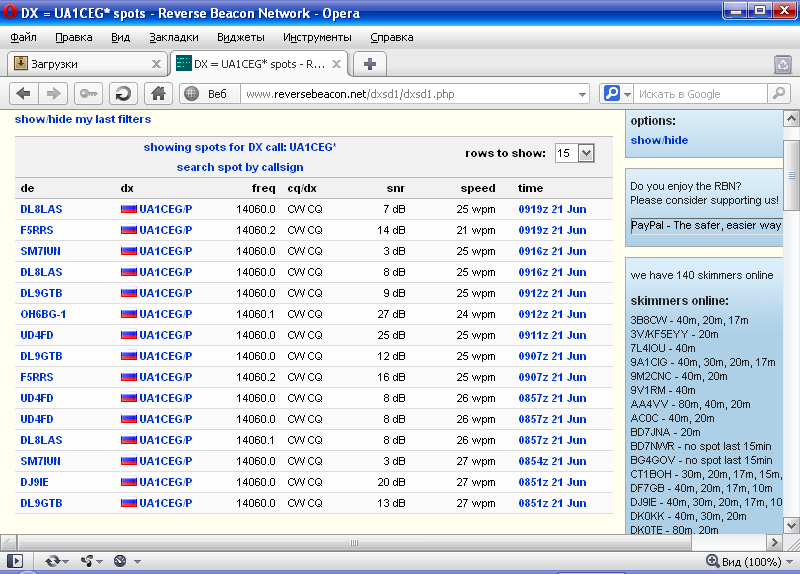 DX = UA1CEG* spots - Reverse Beacon Network - Opera
Файл Правка Вид Закладки Виджеты Инструменты Справка
Загрузки DX = UA1CEG* spots - R...
Веб www.reversebeacon.net/dxsd1/dxsd1.php Искать в Google
show/hide my last filters
showing spots for DX call: UA1CEG*
search spot by callsign
rows to show: 15
de dx freq cq/dx snr speed time
DL8LAS UA1CEG/P 14060.0 CW CQ 7 dB 25 wpm 0919z 21 Jun
F5RRS UA1CEG/P 14060.2 CW CQ 14 dB 21 wpm 0919z 21 Jun
SM7IUN UA1CEG/P 14060.0 CW CQ 3 dB 25 wpm 0916z 21 Jun
DL8LAS UA1CEG/P 14060.0 CW CQ 8 dB 25 wpm 0916z 21 Jun
DL9GTB UA1CEG/P 14060.0 CW CQ 9 dB 25 wpm 0912z 21 Jun
OH6BG-1 UA1CEG/P 14060.1 CW CQ 27 dB 24 wpm 0912z 21 Jun
UD4FD UA1CEG/P 14060.0 CW CQ 25 dB 25 wpm 0911z 21 Jun
DL9GTB UA1CEG/P 14060.0 CW CQ 12 dB 25 wpm 0907z 21 Jun
F5RRS UA1CEG/P 14060.2 CW CQ 16 dB 25 wpm 0907z 21 Jun
UD4FD UA1CEG/P 14060.0 CW CQ 8 dB 26 wpm 0857z 21 Jun
UD4FD UA1CEG/P 14060.0 CW CQ 8 dB 26 wpm 0857z 21 Jun
DL8LAS UA1CEG/P 14060.1 CW CQ 8 dB 26 wpm 0857z 21 Jun
SM7IUN UA1CEG/P 14060.0 CW CQ 3 dB 27 wpm 0854z 21 Jun
DJ9IE UA1CEG/P 14060.0 CW CQ 20 dB 27 wpm 0851z 21 Jun
DL9GTB UA1CEG/P 14060.0 CW CQ 13 dB 27 wpm 0851z 21 Jun
options:
show/hide
Do you enjoy the RBN?
Please consider supporting us!
PayPal - The safer, easier way
we have 140 skimmers online
skimmers online:
3B8CW - 40m, 20m, 17m
3V/KF5EYY - 20m
7L4IOU - 40m
9A1CIG - 40m, 30m, 20m, 17m
9M2CNC - 40m, 20m
9V1RM - 40m
AA4VV - 80m, 40m, 20m
AC0C - 40m, 20m
BD7JNA - 20m
BD7NWR - no spot last 15min
BG4GOV - no spot last 15min
CT1BOH - 30m, 20m, 17m, 15m,
DF7GB - 40m, 20m, 17m, 10m
DJ9IE - 40m, 30m, 20m, 17m, 10
DK0KK - 40m, 30m, 20m
DK0TE - 80m, 20m
Вид (100%)